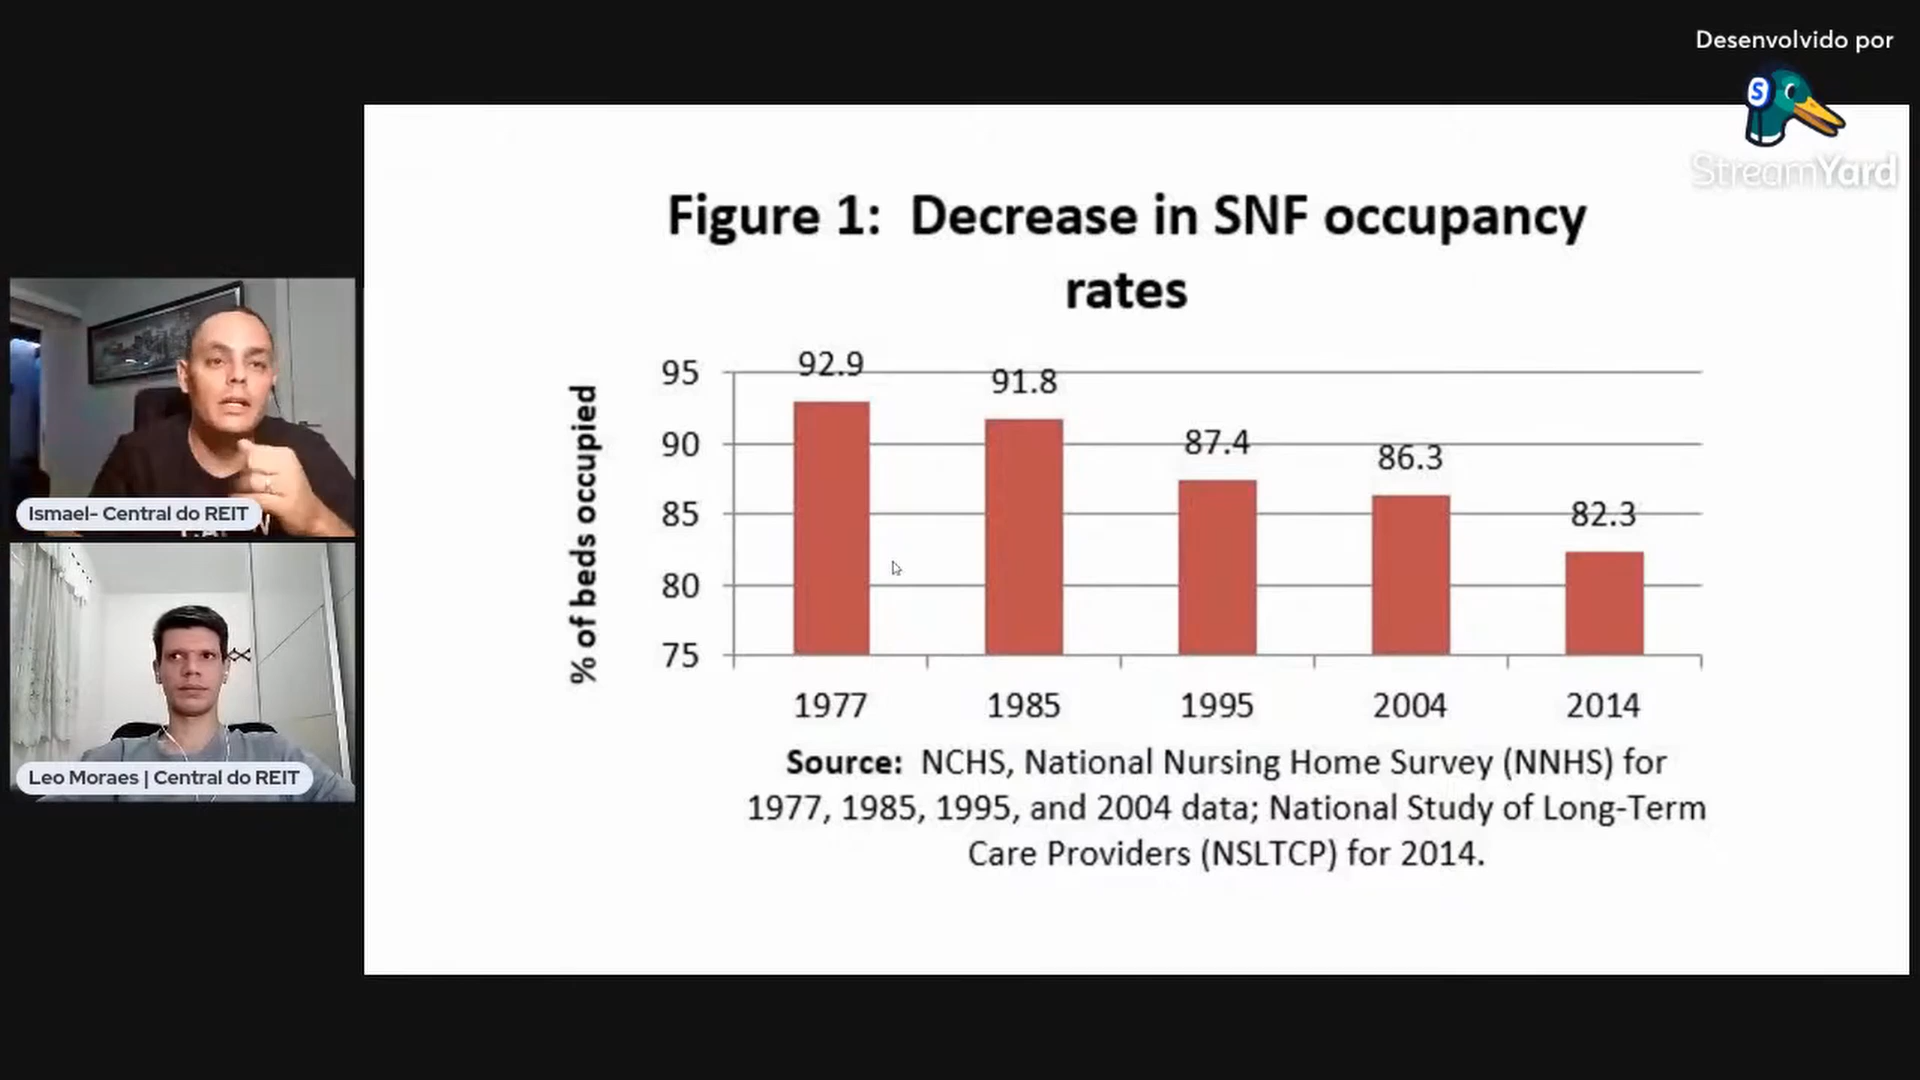 Desenvolvido por
StreamYard
Figure 1: Decrease in SNF occupancy
rates
% of beds occupied
95
90
85
80
75
92.9
91.8
87.4
86.3
82.3
1977
1985
1995
2004
2014
Source: NCHS, National Nursing Home Survey (NNHS) for
1977, 1985, 1995, and 2004 data; National Study of Long-Term
Care Providers (NSLTCP) for 2014.
Ismael- Central do REIT
Leo Moraes | Central do REIT